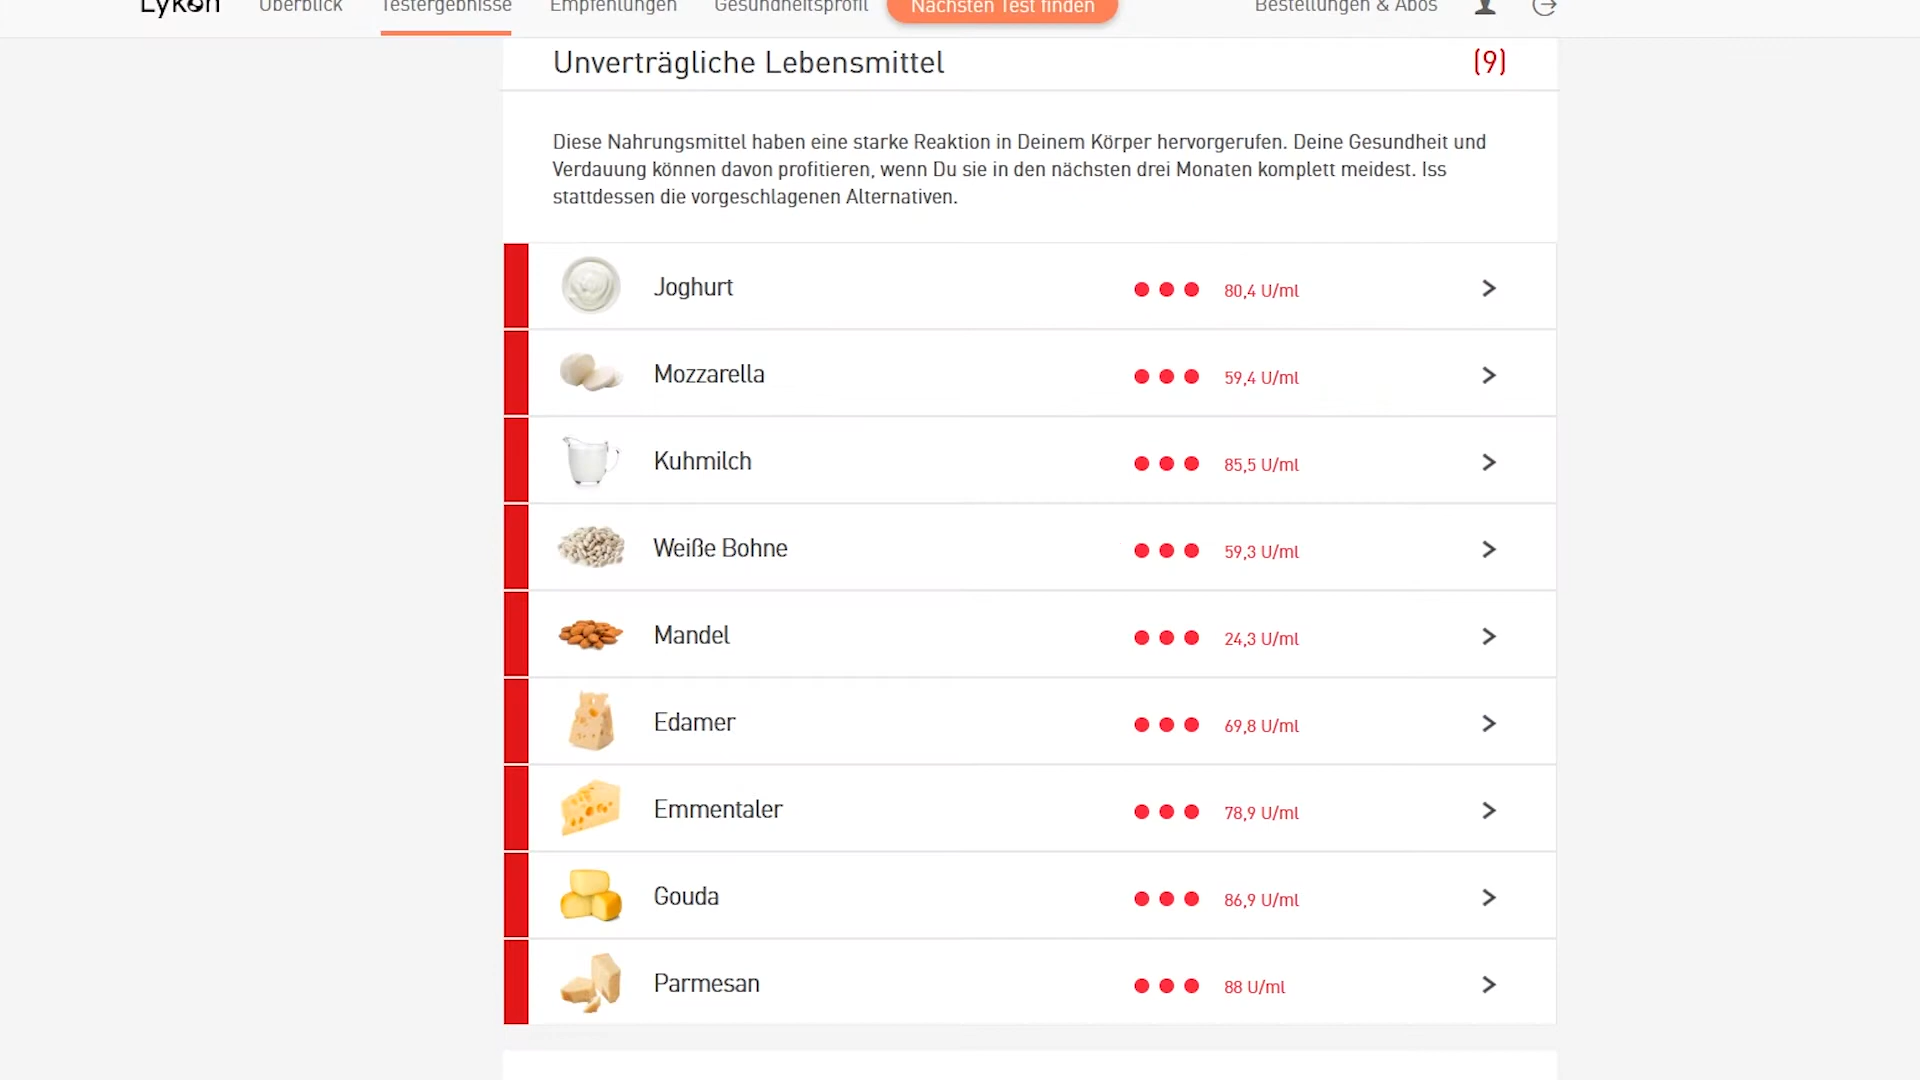 Lykon Überblick Testergebnisse Empfehlungen Gesundheitsprofil Nächsten Test finden Bestellungen & Abos
Unverträgliche Lebensmittel (9)
Diese Nahrungsmittel haben eine starke Reaktion in Deinem Körper hervorgerufen. Deine Gesundheit und
Verdauung können davon profitieren, wenn Du sie in den nächsten drei Monaten komplett meidest. Iss
stattdessen die vorgeschlagenen Alternativen.
Joghurt 80,4 U/ml
Mozzarella 59,4 U/ml
Kuhmilch 85,5 U/ml
Weiße Bohne 59,3 U/ml
Mandel 24,3 U/ml
Edamer 69,8 U/ml
Emmentaler 78,9 U/ml
Gouda 86,9 U/ml
Parmesan 88 U/ml